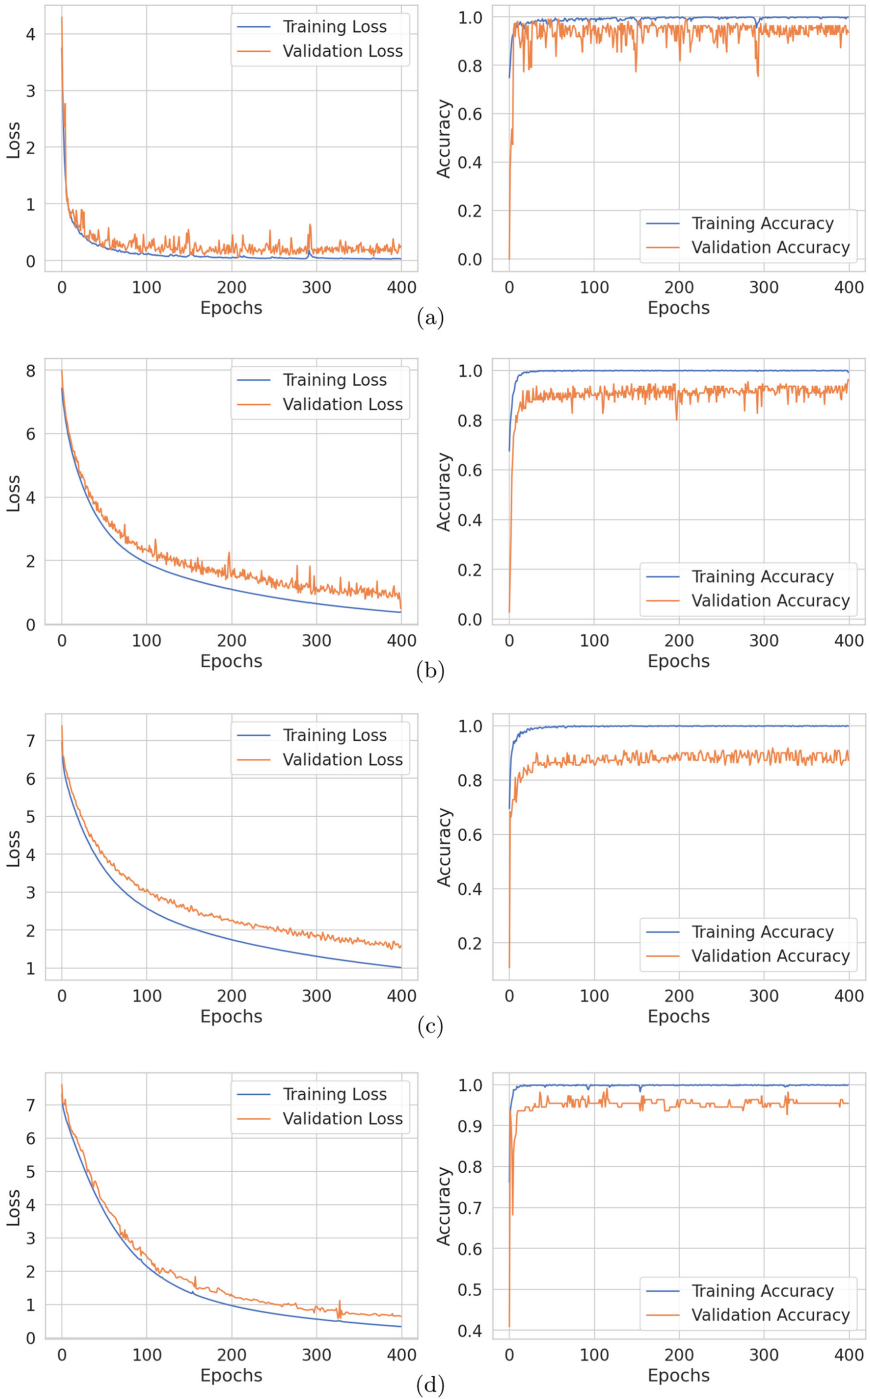 4
3
2
1
0
Loss
Training Loss
Validation Loss
0 100 200 300 400
Epochs
1.0
0.8
0.6
0.4
0.2
0.0
Accuracy
Training Accuracy
Validation Accuracy
0 100 200 300 400
Epochs
(a)
8
6
4
2
0
Loss
Training Loss
Validation Loss
0 100 200 300 400
Epochs
1.0
0.8
0.6
0.4
0.2
0.0
Accuracy
Training Accuracy
Validation Accuracy
0 100 200 300 400
Epochs
(b)
7
6
5
4
3
2
1
Loss
Training Loss
Validation Loss
0 100 200 300 400
Epochs
1.0
0.8
0.6
0.4
0.2
Accuracy
Training Accuracy
Validation Accuracy
0 100 200 300 400
Epochs
(c)
7
6
5
4
3
2
1
0
Loss
Training Loss
Validation Loss
0 100 200 300 400
Epochs
1.0
0.9
0.8
0.7
0.6
0.5
0.4
Accuracy
Training Accuracy
Validation Accuracy
0 100 200 300 400
Epochs
(d)